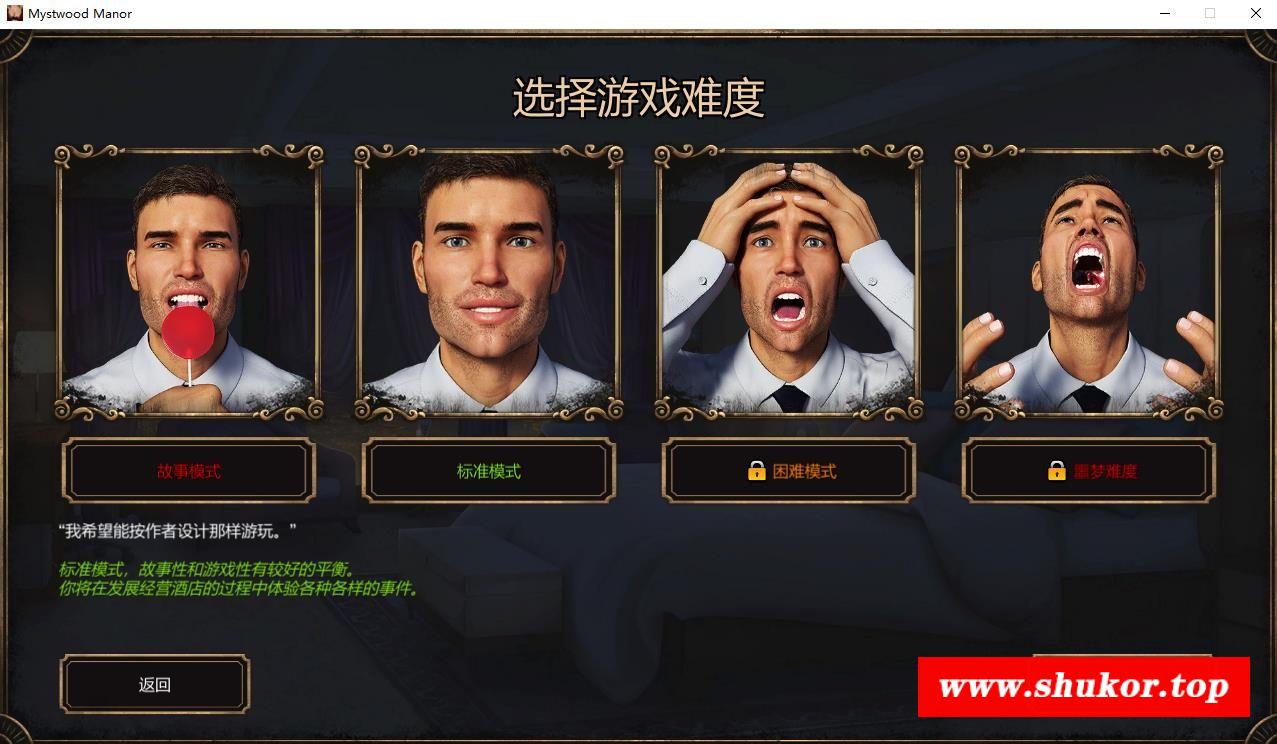 Mystwood Manor
选择游戏难度
故事模式
标准模式
困难模式
噩梦难度
“我希望能按作者设计那样游玩。”
标准模式，故事性和游戏性有较好的平衡。
你将在发展经营酒店的过程中体验各种各样的事件。
返回
www.shukor.top